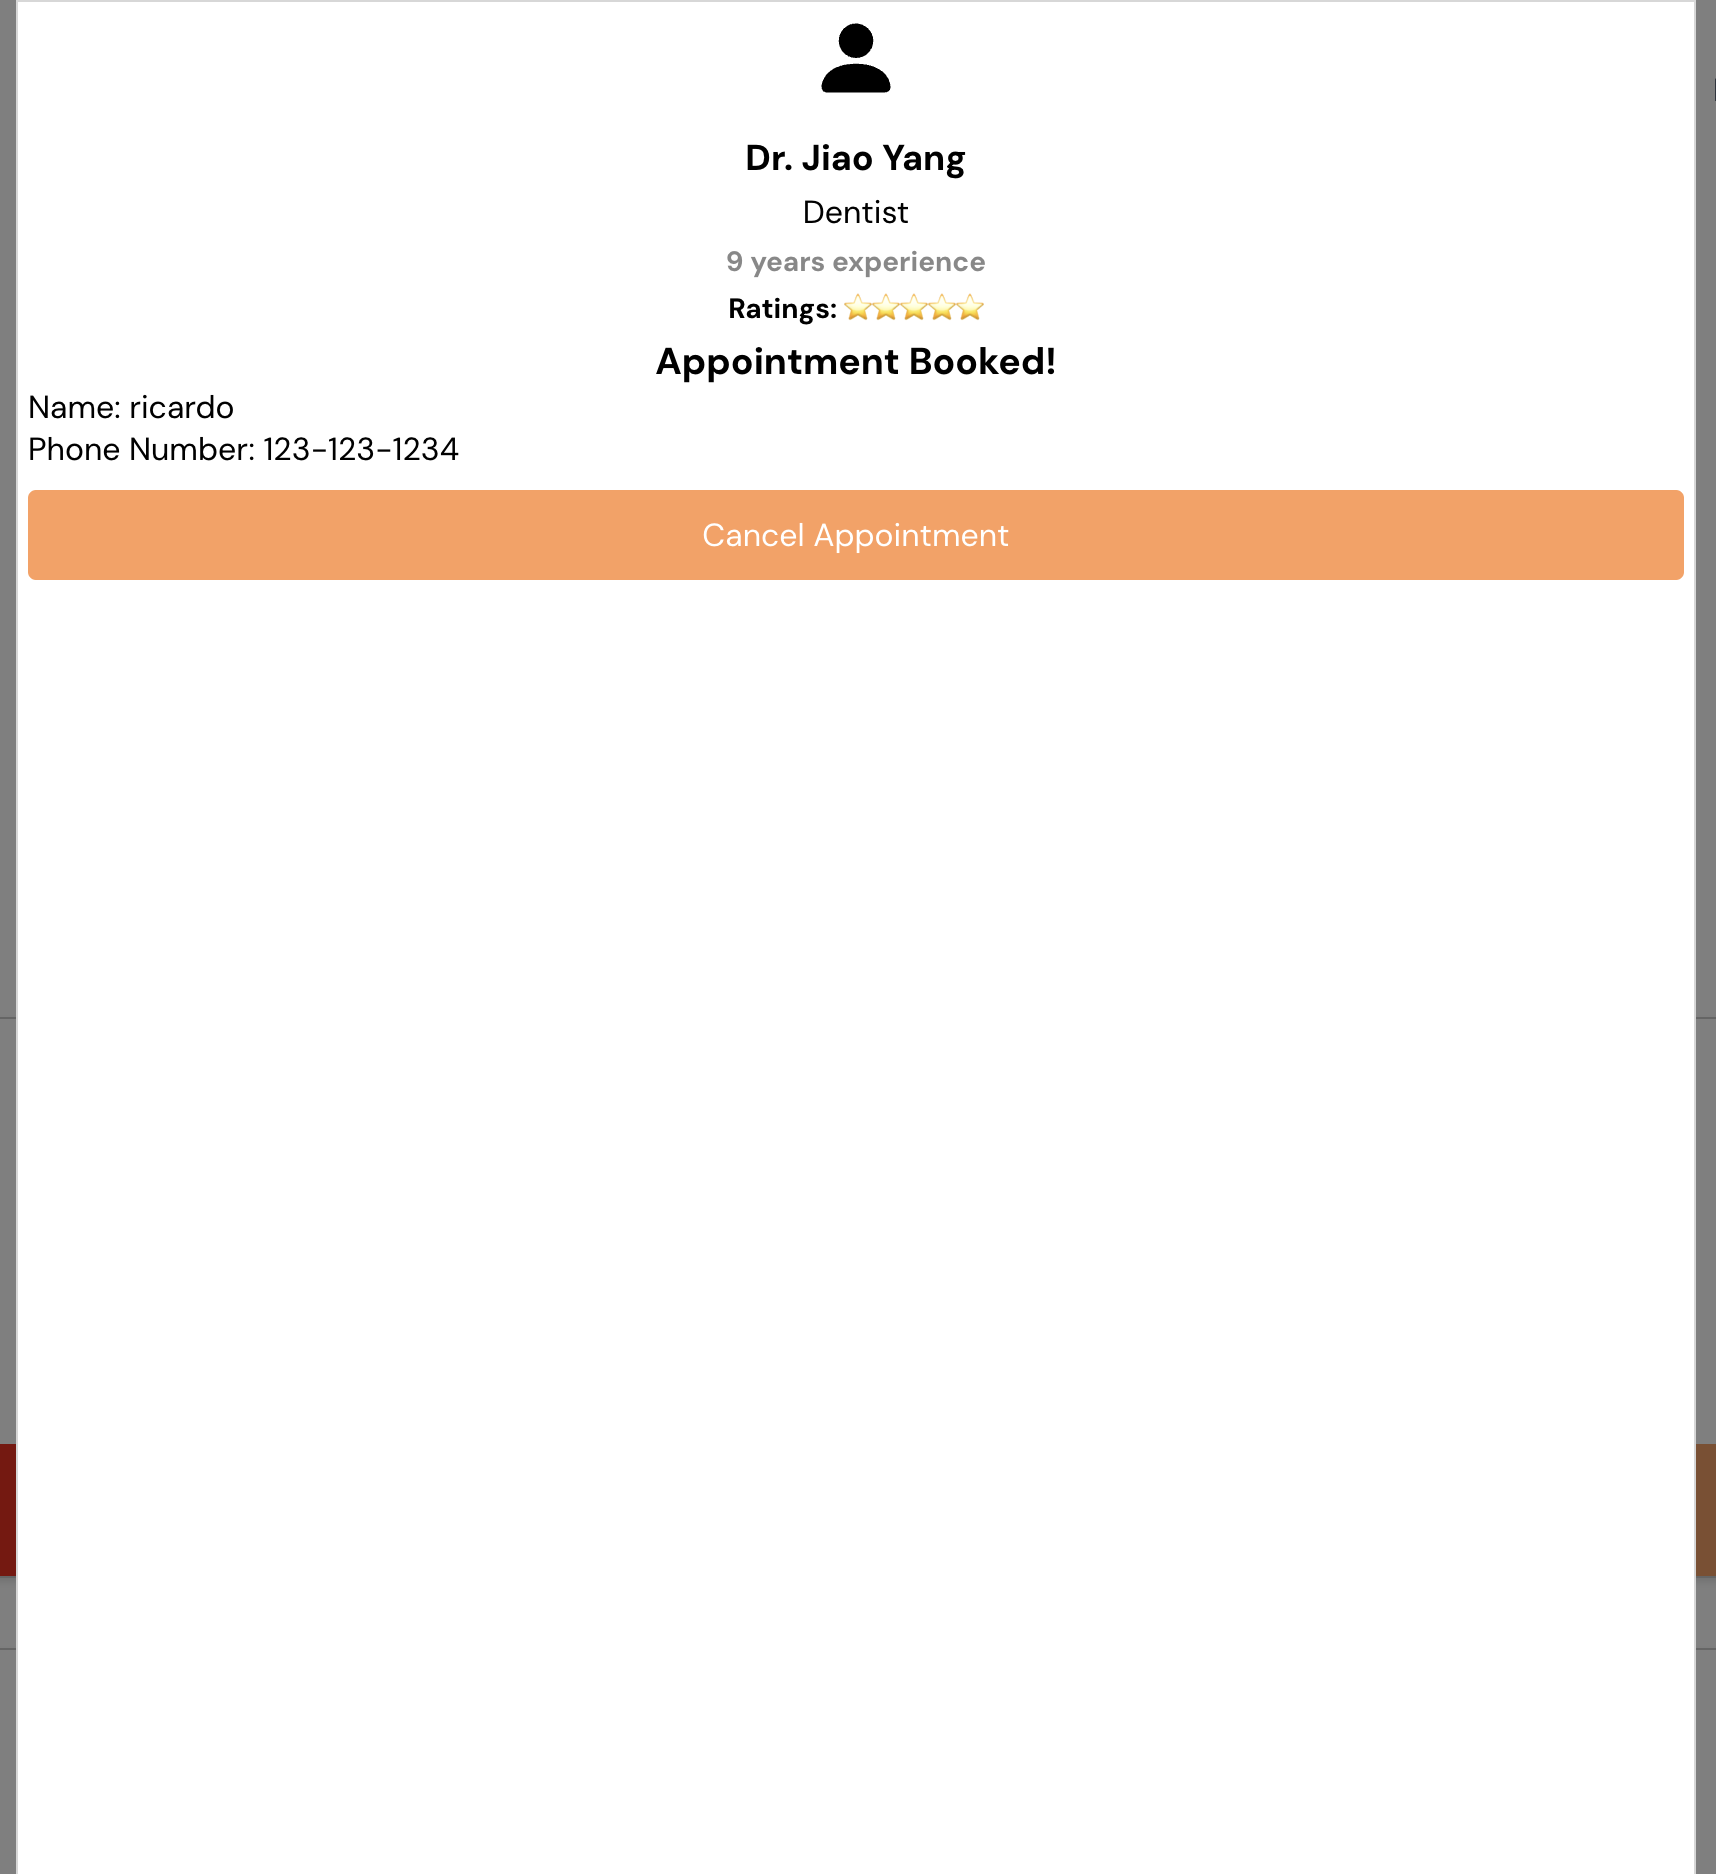 Dr. Jiao Yang
Dentist
9 years experience
Ratings: ⭐⭐⭐⭐⭐
Appointment Booked!
Name: ricardo
Phone Number: 123-123-1234
Cancel Appointment